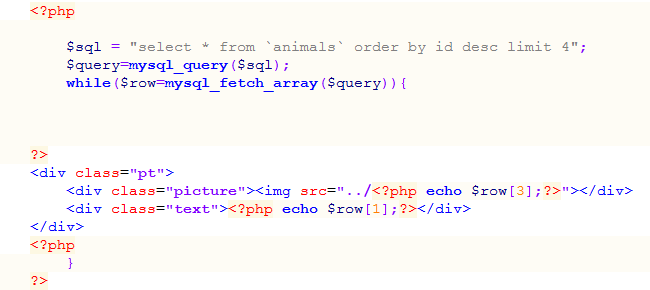 <?php
$sql = "select * from `animals` order by id desc limit 4";
$query=mysql_query($sql);
while($row=mysql_fetch_array($query)){
?>
<div class="pt">
<div class="picture"><img src="../<?php echo $row[3];?>"></div>
<div class="text"><?php echo $row[1];?></div>
</div>
<?php
}
?>